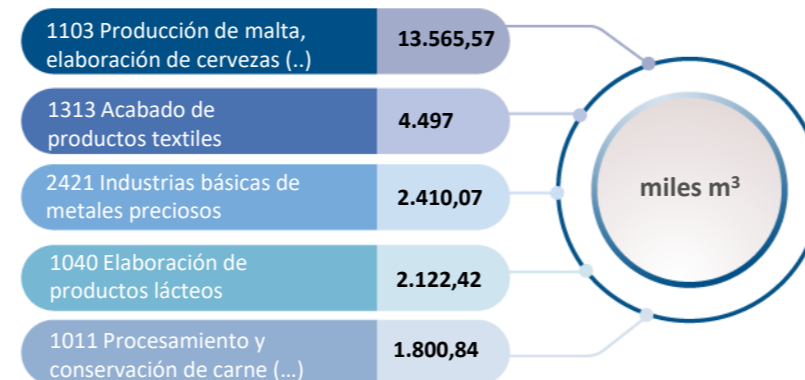 1103 Producción de malta,
elaboración de cervezas (..)
13.565,57
1313 Acabado de
productos textiles
4.497
2421 Industrias básicas de
metales preciosos
2.410,07
1040 Elaboración de
productos lácteos
2.122,42
1011 Procesamiento y
conservación de carne (...)
1.800,84
miles m³